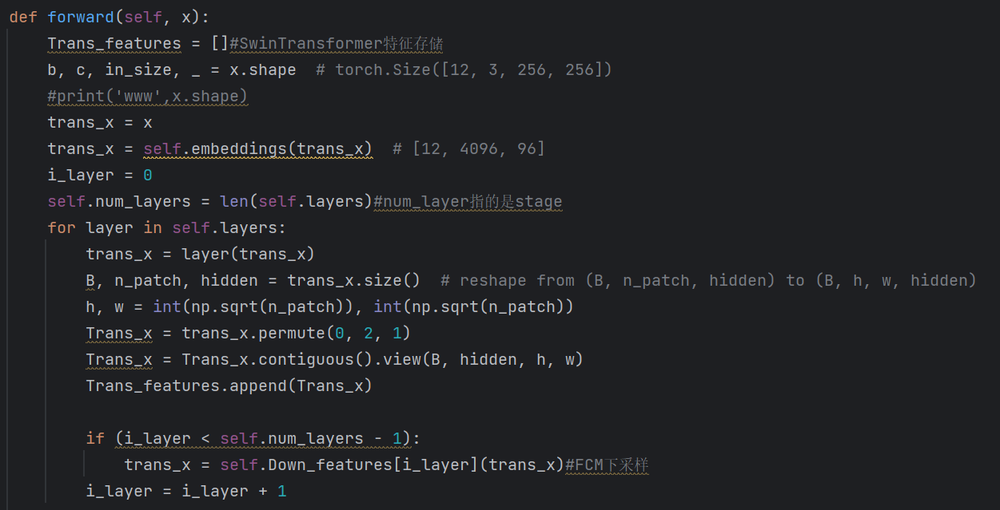 def forward(self, x):
    Trans_features = []#SwinTransformer特征存储
    b, c, in_size, _ = x.shape  # torch.Size([12, 3, 256, 256])
    #print('www',x.shape)
    trans_x = x
    trans_x = self.embeddings(trans_x)  # [12, 4096, 96]
    i_layer = 0
    self.num_layers = len(self.layers)#num_layer指的是stage
    for layer in self.layers:
        trans_x = layer(trans_x)
        B, n_patch, hidden = trans_x.size()  # reshape from (B, n_patch, hidden) to (B, h, w, hidden)
        h, w = int(np.sqrt(n_patch)), int(np.sqrt(n_patch))
        Trans_x = trans_x.permute(0, 2, 1)
        Trans_x = Trans_x.contiguous().view(B, hidden, h, w)
        Trans_features.append(Trans_x)

        if (i_layer < self.num_layers - 1):
            trans_x = self.Down_features[i_layer](trans_x)#FCM下采样
        i_layer = i_layer + 1